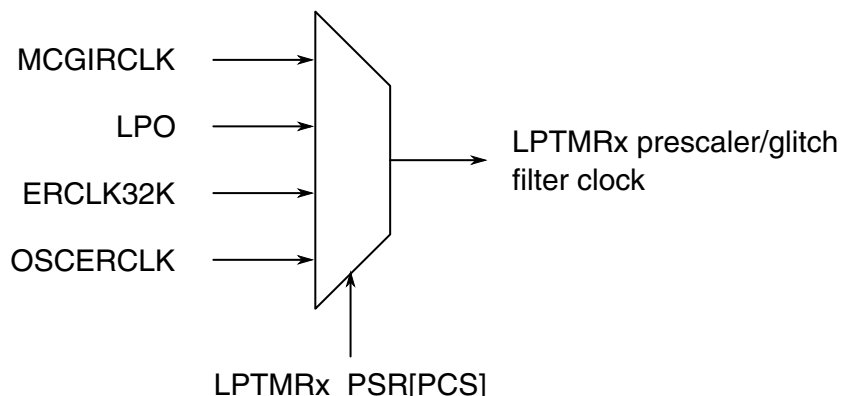 MCGIRCLK
LPO
ERCLK32K
OSCERCLK
LPTMRx prescaler/glitch
filter clock
LPTMRx_PSR[PCS]